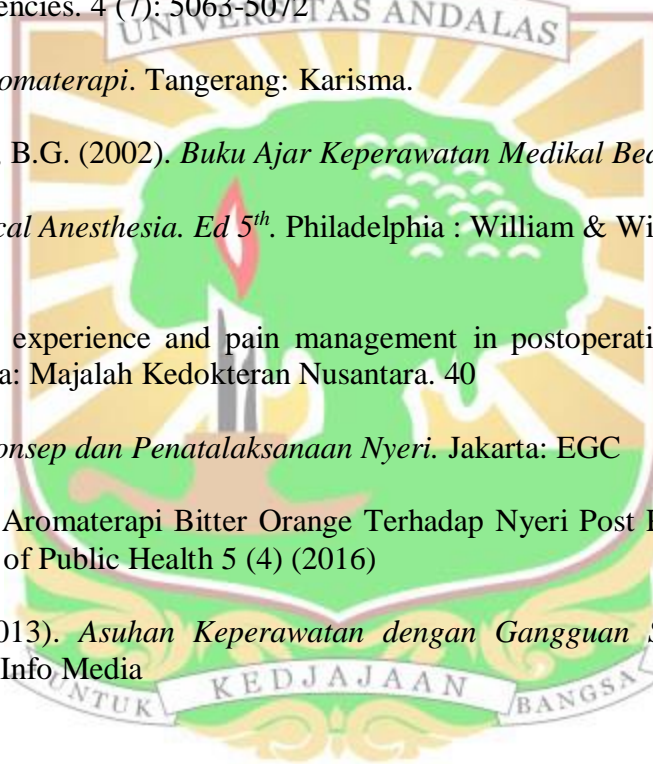 encies. 4 (7): 5063-5072
UNIVERSITAS ANDALAS
omaterapi. Tangerang: Karisma.
, B.G. (2002). Buku Ajar Keperawatan Medikal Bed
cal Anesthesia. Ed 5th. Philadelphia : William & Wi
experience and pain management in postoperati
a: Majalah Kedokteran Nusantara. 40
onsep dan Penatalaksanaan Nyeri. Jakarta: EGC
Aromaterapi Bitter Orange Terhadap Nyeri Post
of Public Health 5 (4) (2016)
013). Asuhan Keperawatan dengan Gangguan
Info Media
UNTUK KEDJAJAAN BANGSA